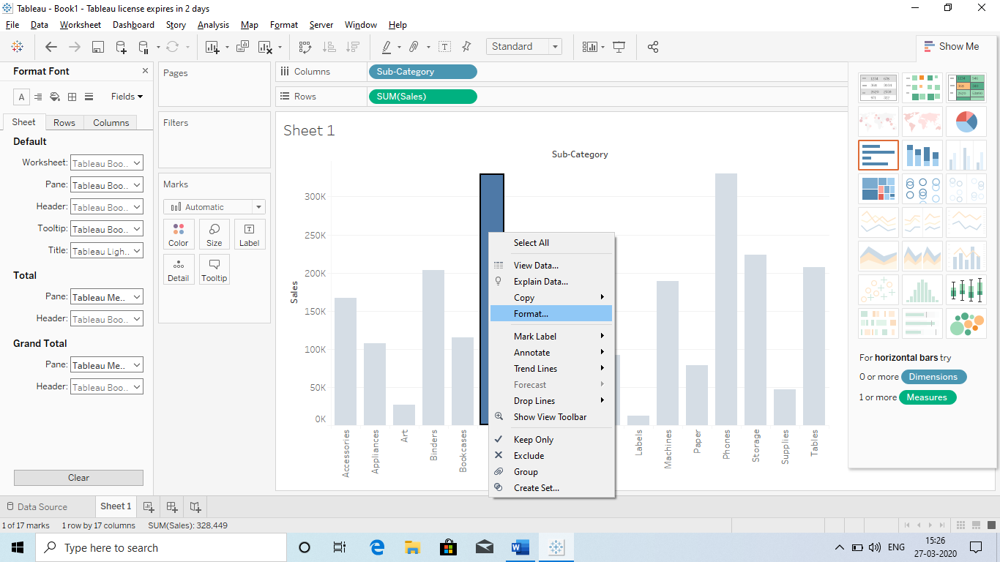 Tableau - Book1 - Tableau license expires in 2 days
File Data Worksheet Dashboard Story Analysis Map Format Server Window Help
Standard
Show Me
Format Font
Fields
Sheet Rows Columns
Default
Worksheet: Tableau Boo..
Pane: Tableau Boo..
Header: Tableau Boo..
Tooltip: Tableau Boo..
Title: Tableau Ligh..
Total
Pane: Tableau Me..
Header: Tableau Boo..
Grand Total
Pane: Tableau Me..
Header: Tableau Boo..
Clear
Pages
Filters
Marks
Automatic
Color Size Label
Detail Tooltip
Columns Sub-Category
Rows SUM(Sales)
Sheet 1
Sub-Category
Sales
300K
250K
200K
150K
100K
50K
0K
Accessories
Appliances
Art
Binders
Bookcases
Labels
Machines
Paper
Phones
Storage
Supplies
Tables
Select All
View Data...
Explain Data...
Copy
Format...
Mark Label
Annotate
Trend Lines
Forecast
Drop Lines
Show View Toolbar
Keep Only
Exclude
Group
Create Set...
For horizontal bars try
0 or more Dimensions
1 or more Measures
Data Source Sheet 1
1 of 17 marks 1 row by 17 columns SUM(Sales): 328,449
Type here to search
ENG
15:26
27-03-2020